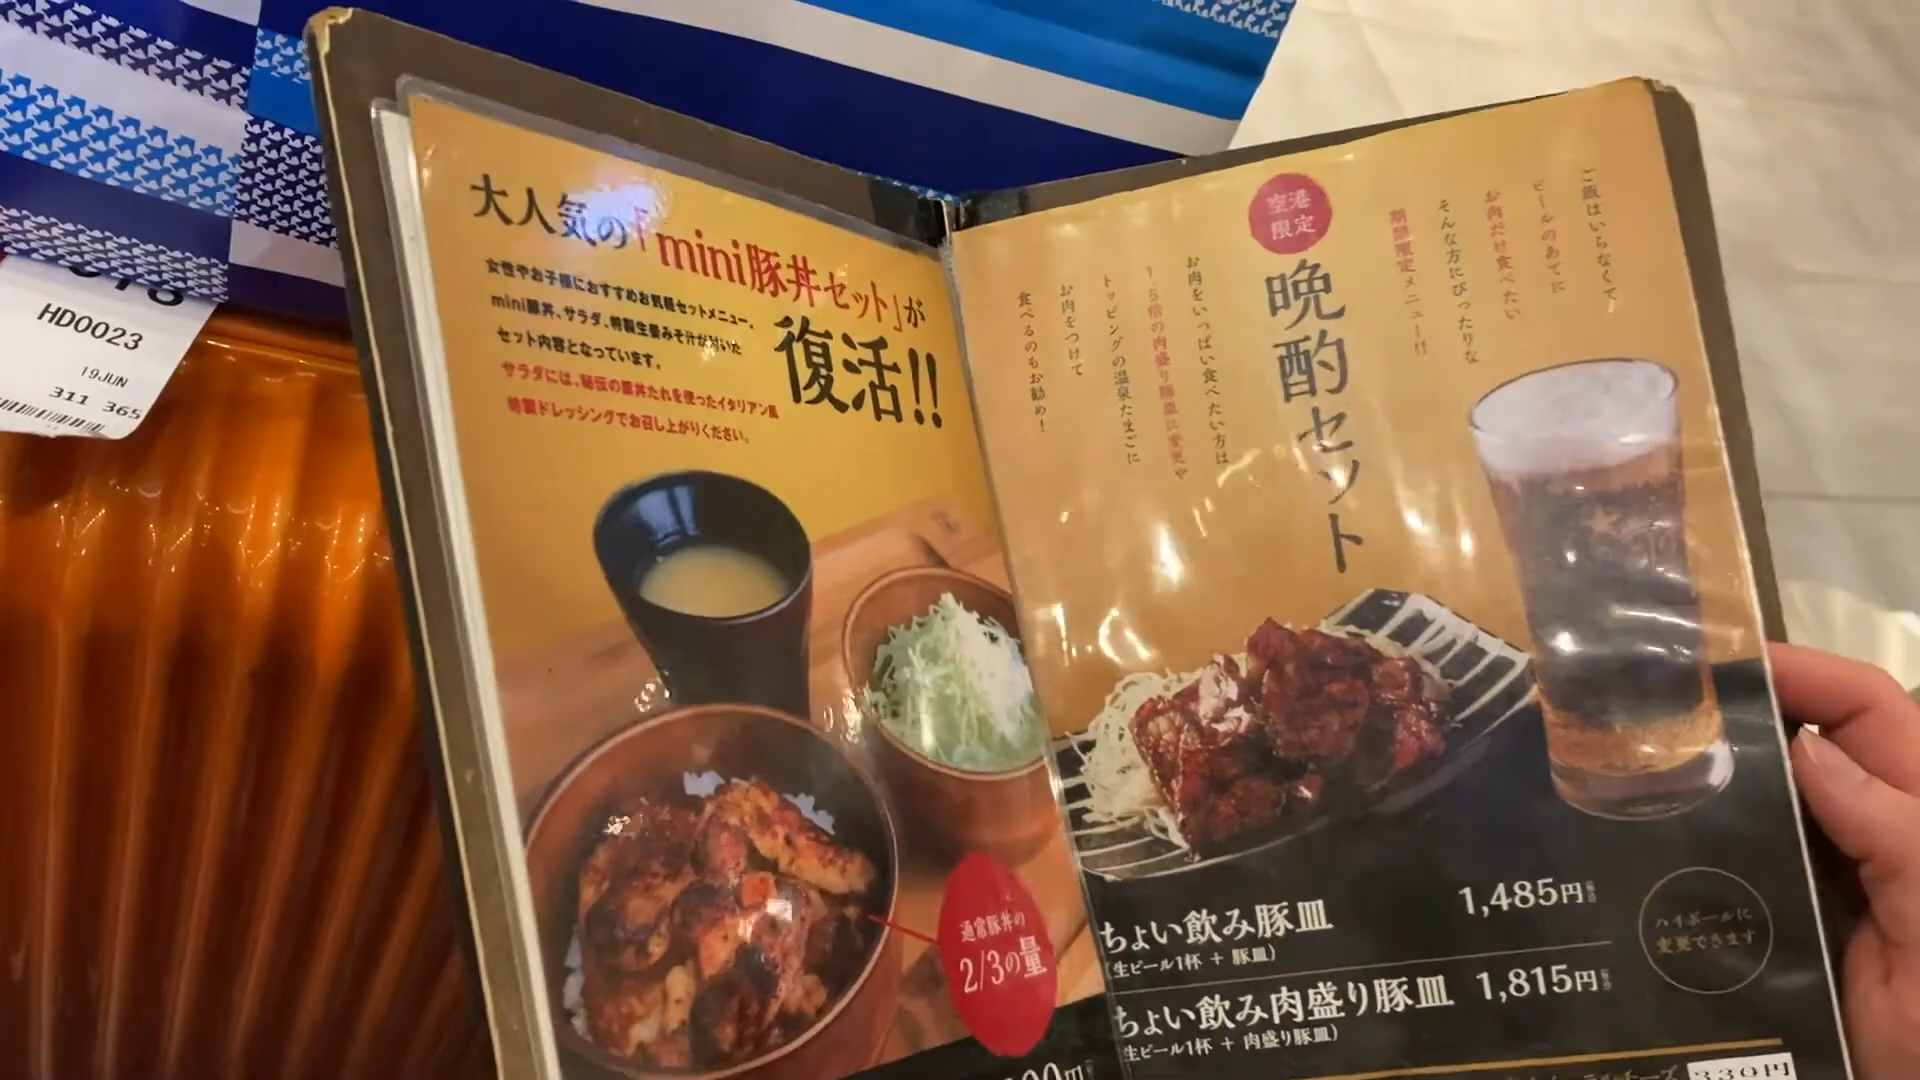 HD0023
19JUN
311 365
大人気の「mini豚丼セット」が
復活!!
女性やお子様におすすめお気軽セットメニュー。
mini豚丼、サラダ、特製生姜みそ汁が付いた
セット内容となっています。
サラダには、秘伝の豚丼たれを使ったイタリアン風
特製ドレッシングでお召し上がりください。
通常豚丼の
2/3の量
空港
限定
晩酌セット
ご飯はいらなくて、
ビールのあてに
お肉だけ食べたい
そんな方にぴったりな
期間限定メニュー!!
お肉をいっぱい食べたい方は
1.5倍の肉盛り豚皿に変更や
トッピングの温泉たまごに
お肉をつけて
食べるのもお勧め!
ちょい飲み豚皿 1,485円
生ビール1杯 + 豚皿)
ちょい飲み肉盛り豚皿 1,815円
生ビール1杯 + 肉盛り豚皿)
ハイボールに
変更できます
チーズ 330円